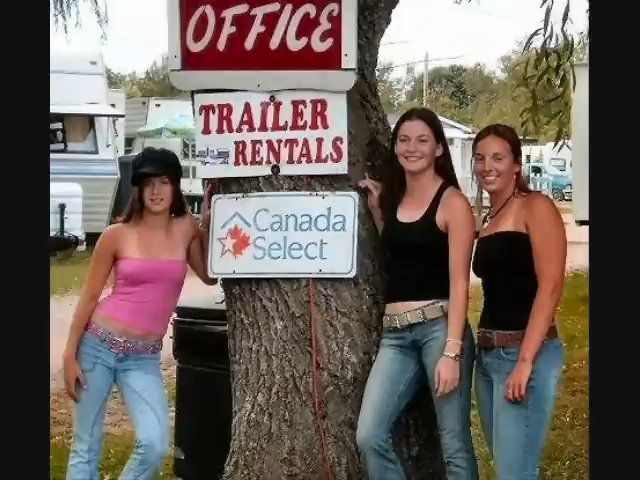 OFFICE
TRAILER
RENTALS
Canada
Select